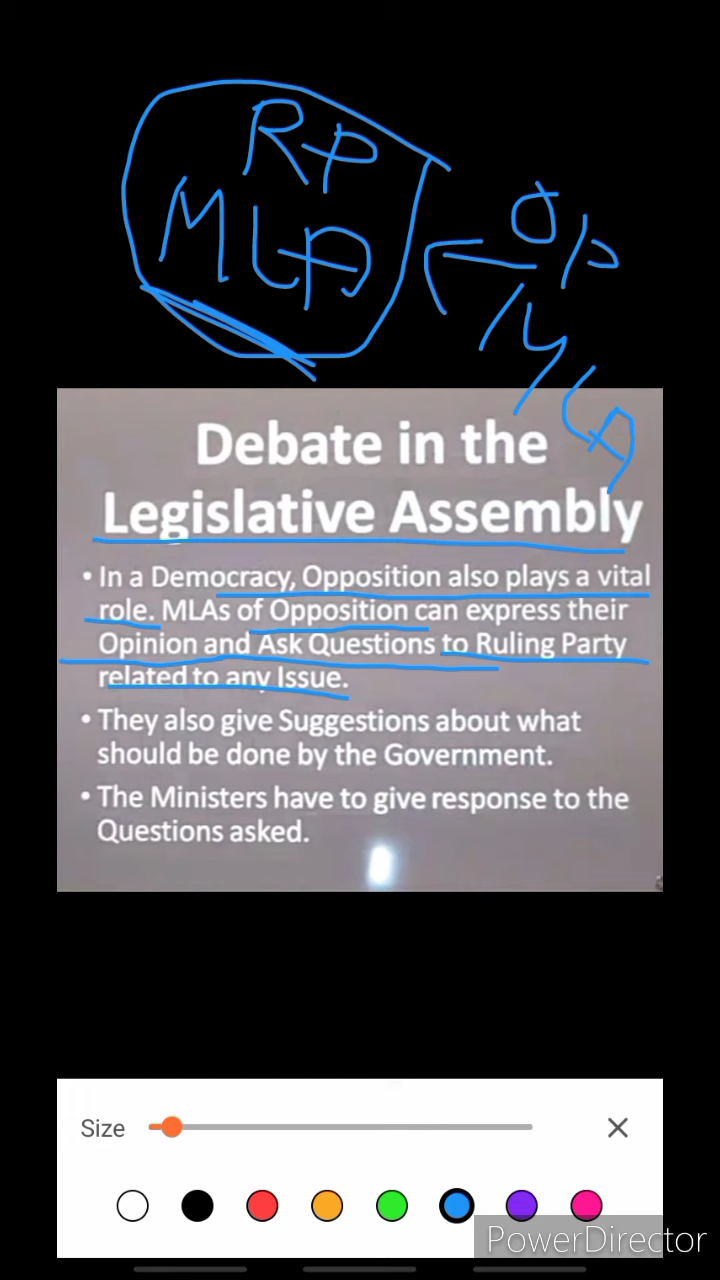 RP
MLA
OP
MLA
Debate in the
Legislative Assembly
• In a Democracy, Opposition also plays a vital
role. MLAs of Opposition can express their
Opinion and Ask Questions to Ruling Party
related to any Issue.
• They also give Suggestions about what
should be done by the Government.
• The Ministers have to give response to the
Questions asked.
Size
PowerDirector